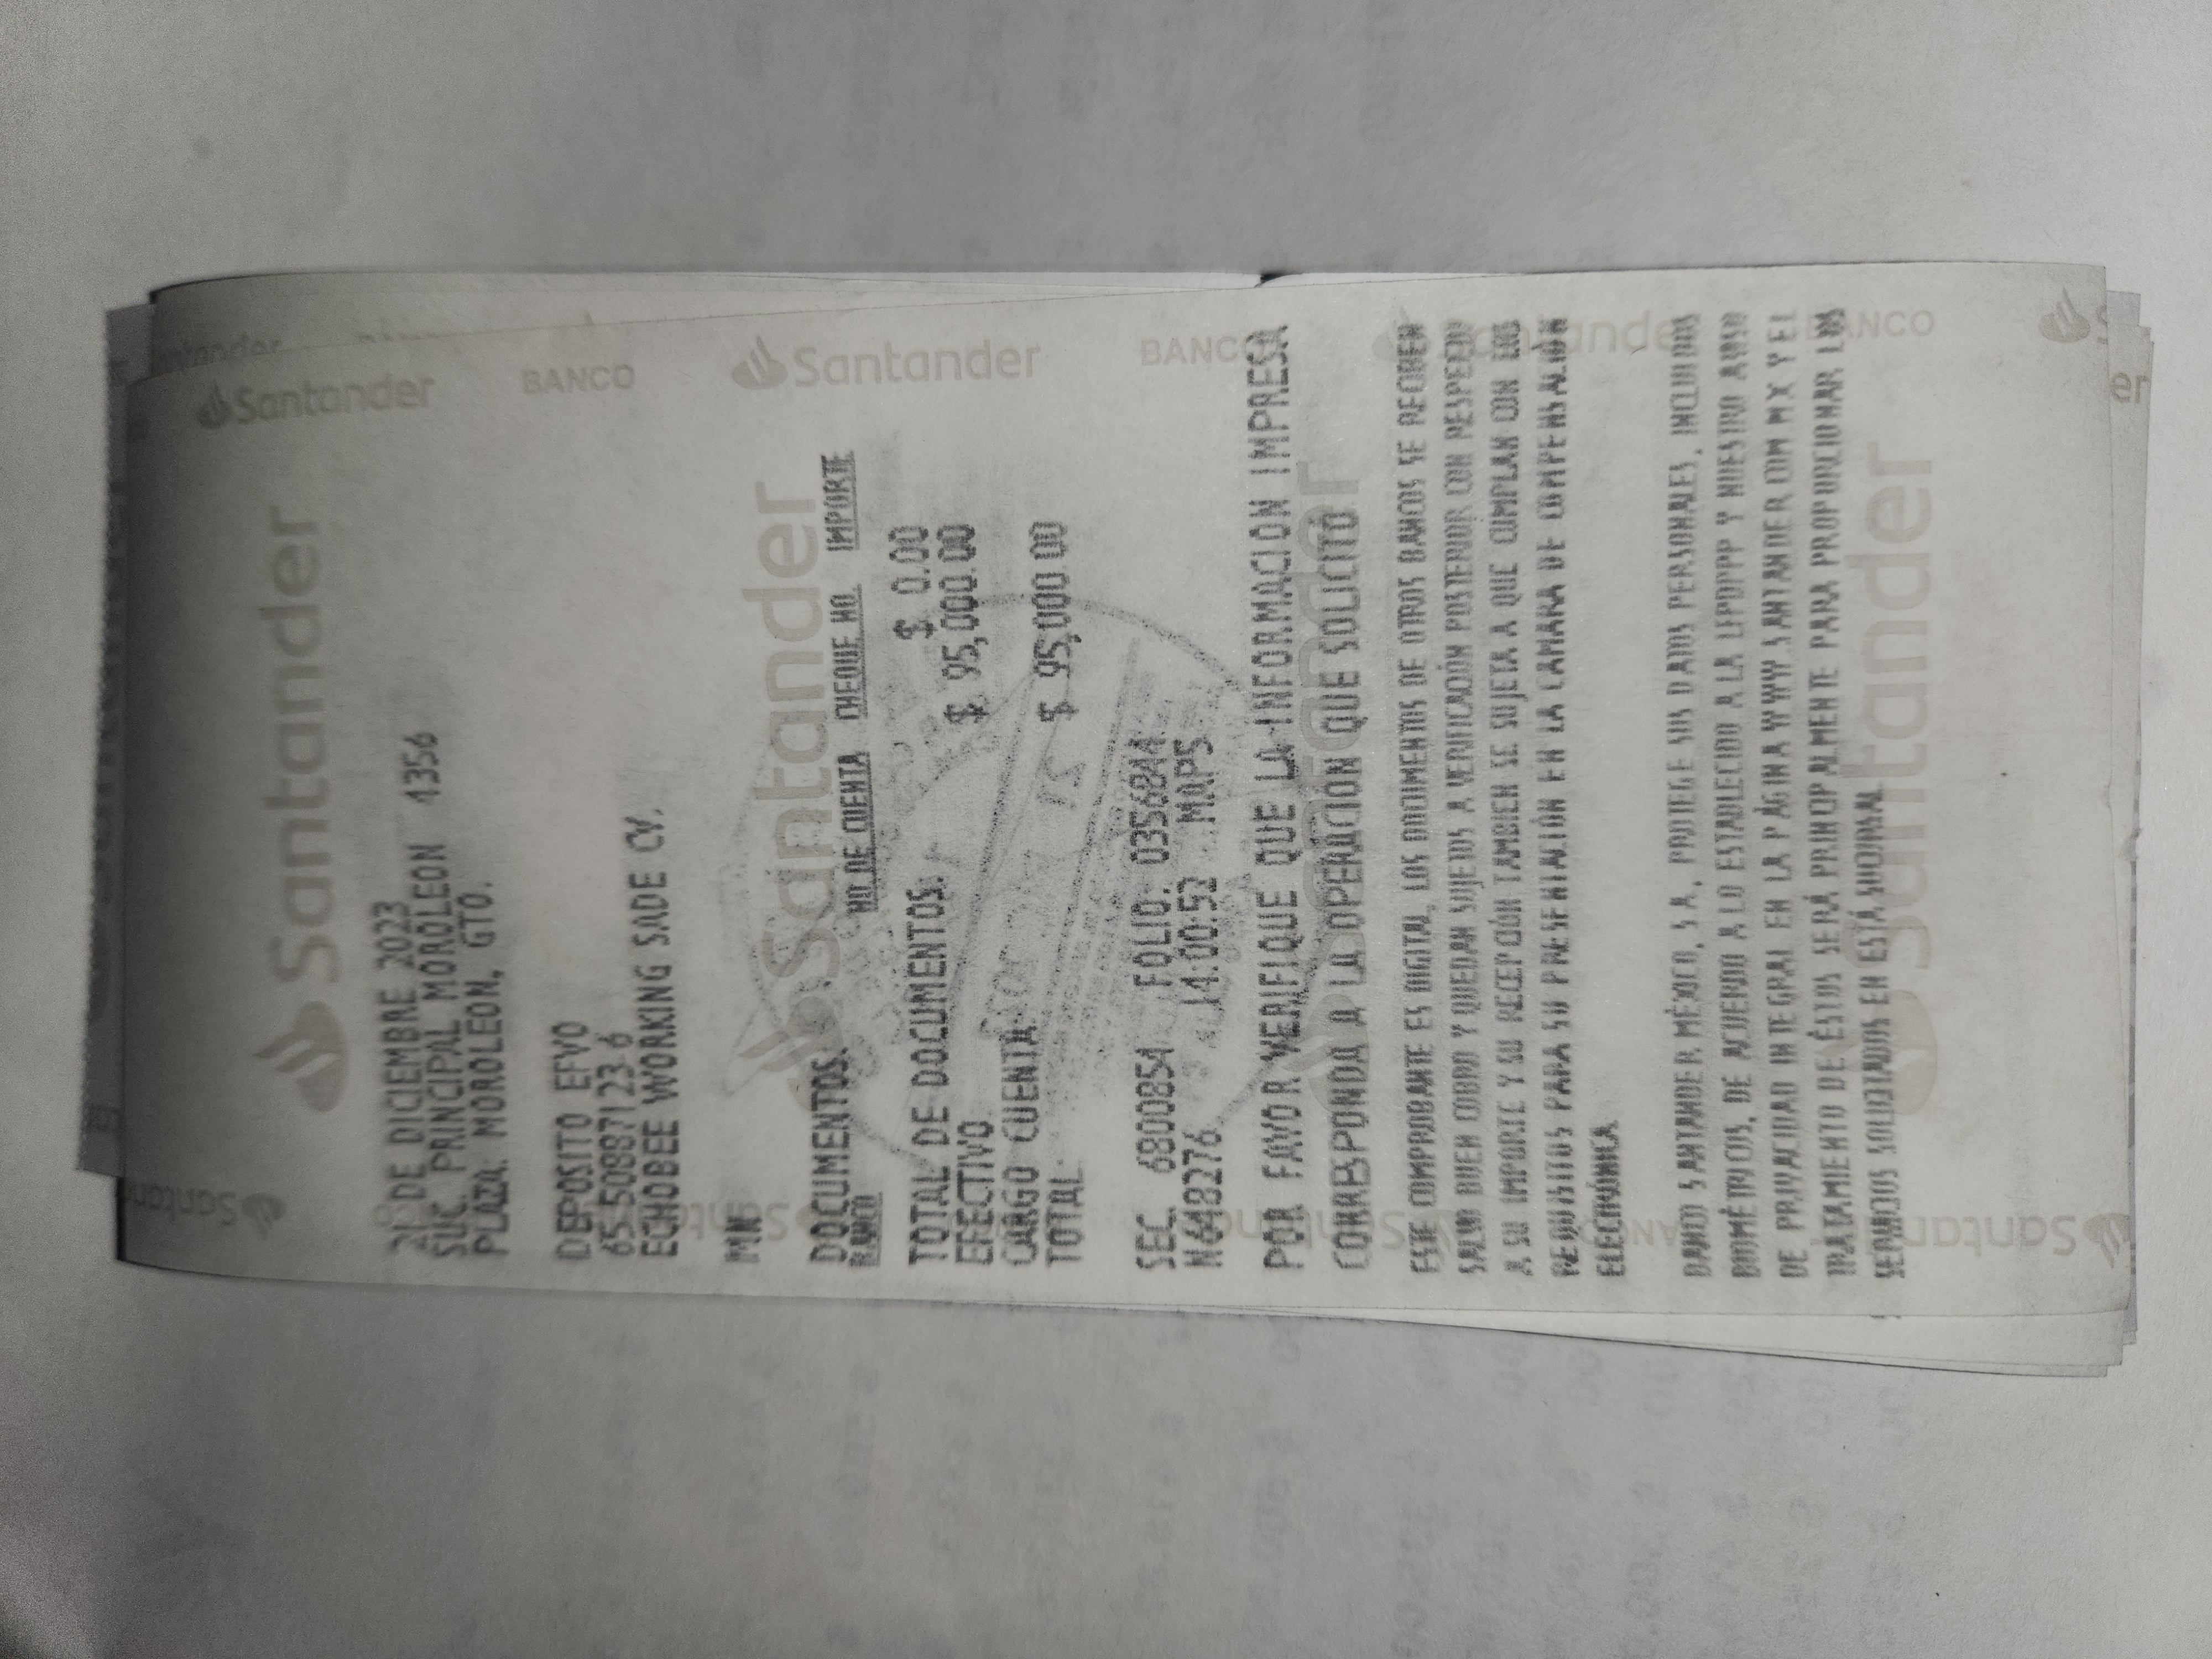 Santander
DE DICIEMBRE 2023
SUC. PRINCIPAL MOROLEON 4356
PLAZA: MOROLEON, GTO.
DEPOSITO EFVO
65-50887123-6
ECHOBEE WORKING SADE CV.
MN
DOCUMENTOS:
BANCO NO.DE CUENTA CHEQUE NO. IMPORTE
TOTAL DE DOCUMENTOS: $ 0.00
EFECTIVO $ 95,000.00
CARGO CUENTA
TOTAL: $ 95,000.00
SEC. 6800854 FOLIO: 0356844
N648276 14:00:52 MAPS
POR FAVOR VERIFIQUE QUE LA INFORMACION IMPRESA
CORRESPONDA A LA OPERACIÓN QUE SOLICITÓ
ESTE COMPROBANTE ES DIGITAL, LOS DOCUMENTOS DE OTROS BANCOS SE RECIBEN
SALVO BUEN COBRO Y QUEDAN SUJETOS A VERIFICACIÓN POSTERIOR CON RESPECTO
A SU IMPORTE Y SU RECEPCIÓN TAMBIEN SE SUJETA A QUE CUMPLAN CON LOS
REQUISITOS PARA SU PRESENTACIÓN EN LA CÁMARA DE COMPENSACIÓN
ELECTRÓNICA.
BANCO SANTANDER MÉXICO, S.A., PROTEGE SUS DATOS PERSONALES, INCLUIDOS
BIOMÉTRICOS, DE ACUERDO A LO ESTABLECIDO A LA LFPDPPP Y NUESTRO AVISO
DE PRIVACIDAD INTEGRAL EN LA PÁGINA WWW.SANTANDER.COM.MX Y EL
TRATAMIENTO DE ÉSTOS SERÁ PRINCIPALMENTE PARA PROPORCIONAR LOS
SERVICIOS SOLICITADOS EN ESTÁ SUCURSAL